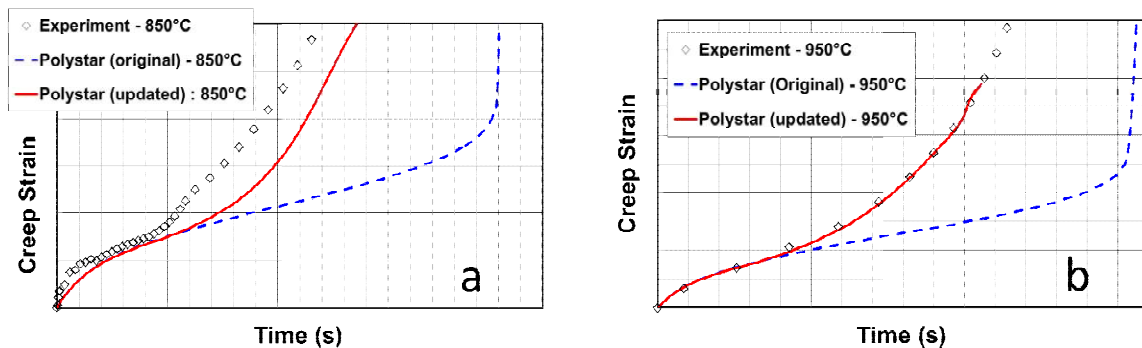 Experiment - 850°C
Polystar (original) - 850°C
Polystar (updated) : 850°C
Creep Strain
a
Time (s)
Experiment - 950°C
Polystar (Original) - 950°C
Polystar (updated) - 950°C
Creep Strain
b
Time (s)